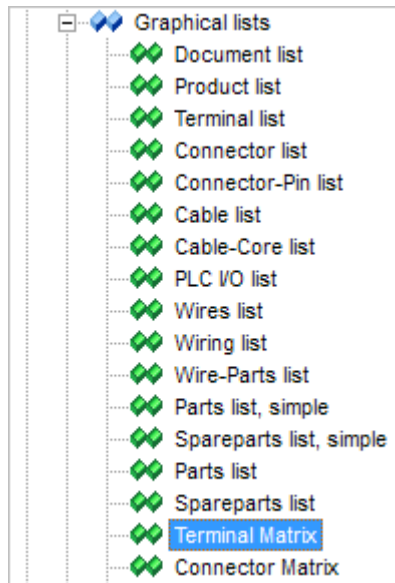 Graphical lists
Document list
Product list
Terminal list
Connector list
Connector-Pin list
Cable list
Cable-Core list
PLC I/O list
Wires list
Wiring list
Wire-Parts list
Parts list, simple
Spareparts list, simple
Parts list
Spareparts list
Terminal Matrix
Connector Matrix